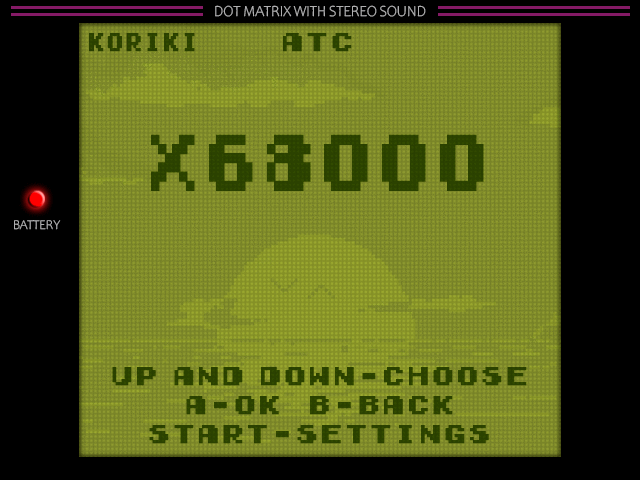 DOT MATRIX WITH STEREO SOUND
KORIKI ATC
X68000
BATTERY
UP AND DOWN-CHOOSE
A-OK B-BACK
START-SETTINGS